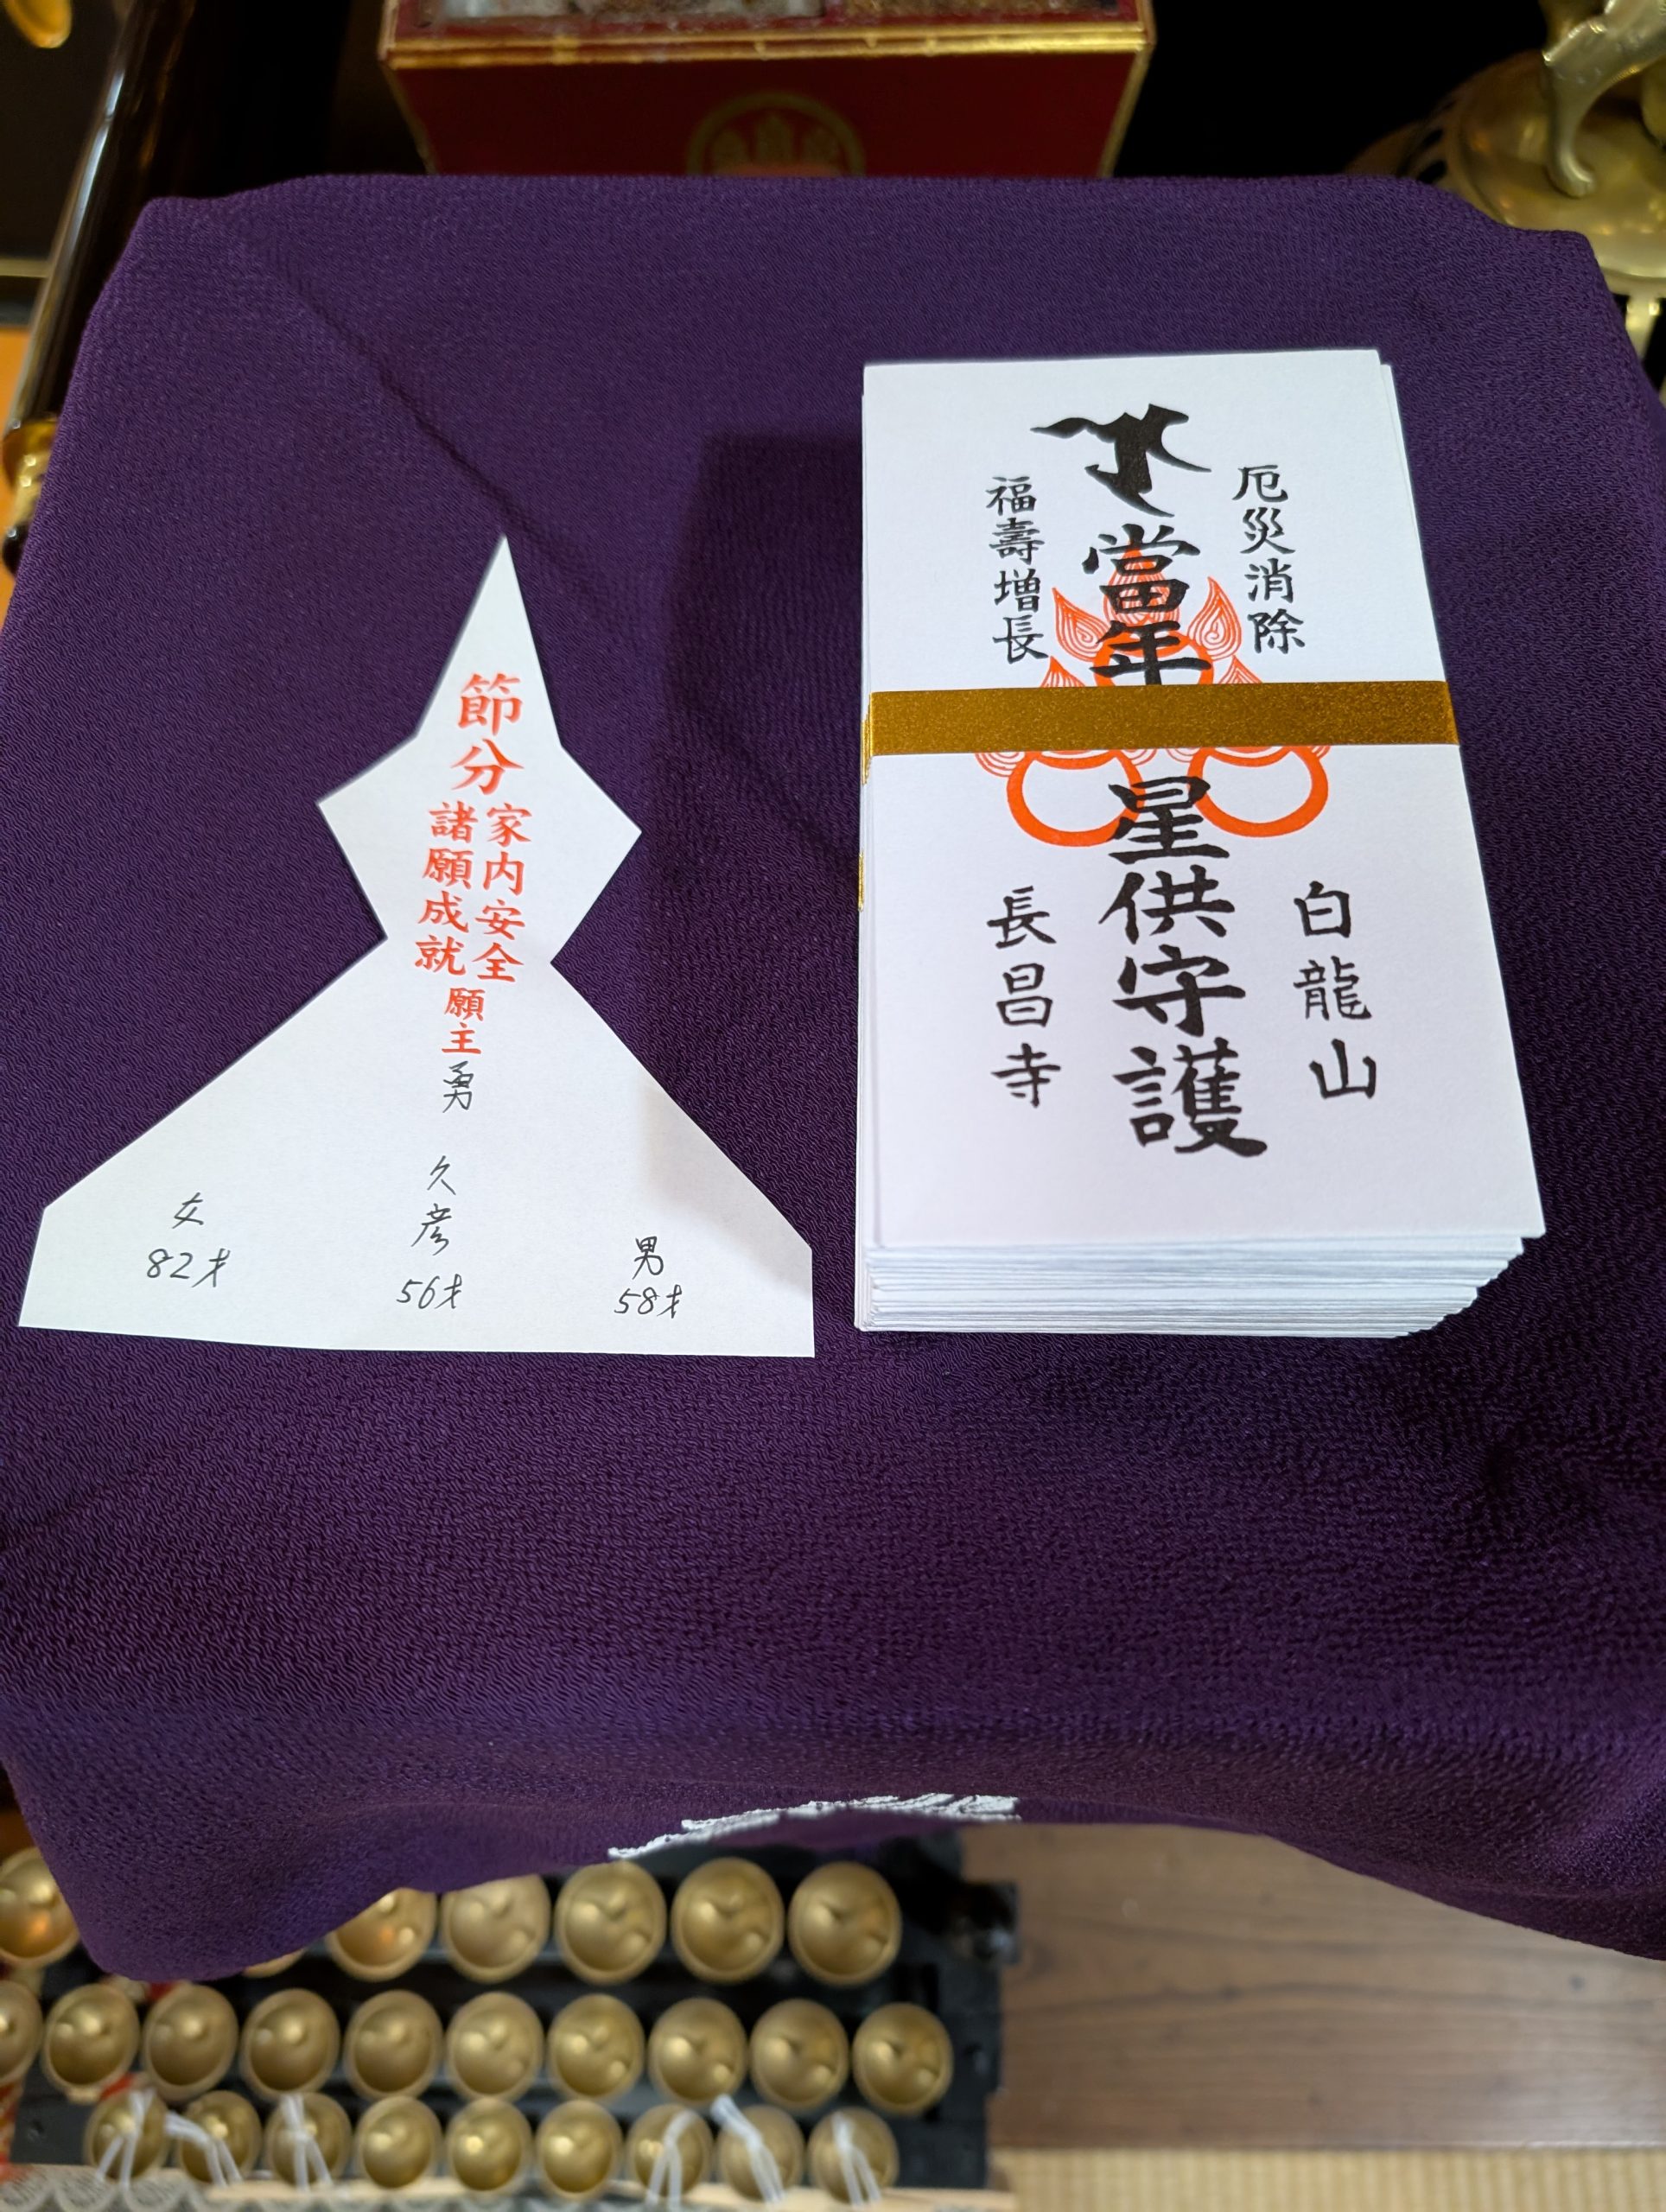 節分
家内安全
諸願成就
願主
勇
久彦
56才
男
58才
女
82才
厄災消除
當年星供守護
福壽増長
白龍山
長昌寺